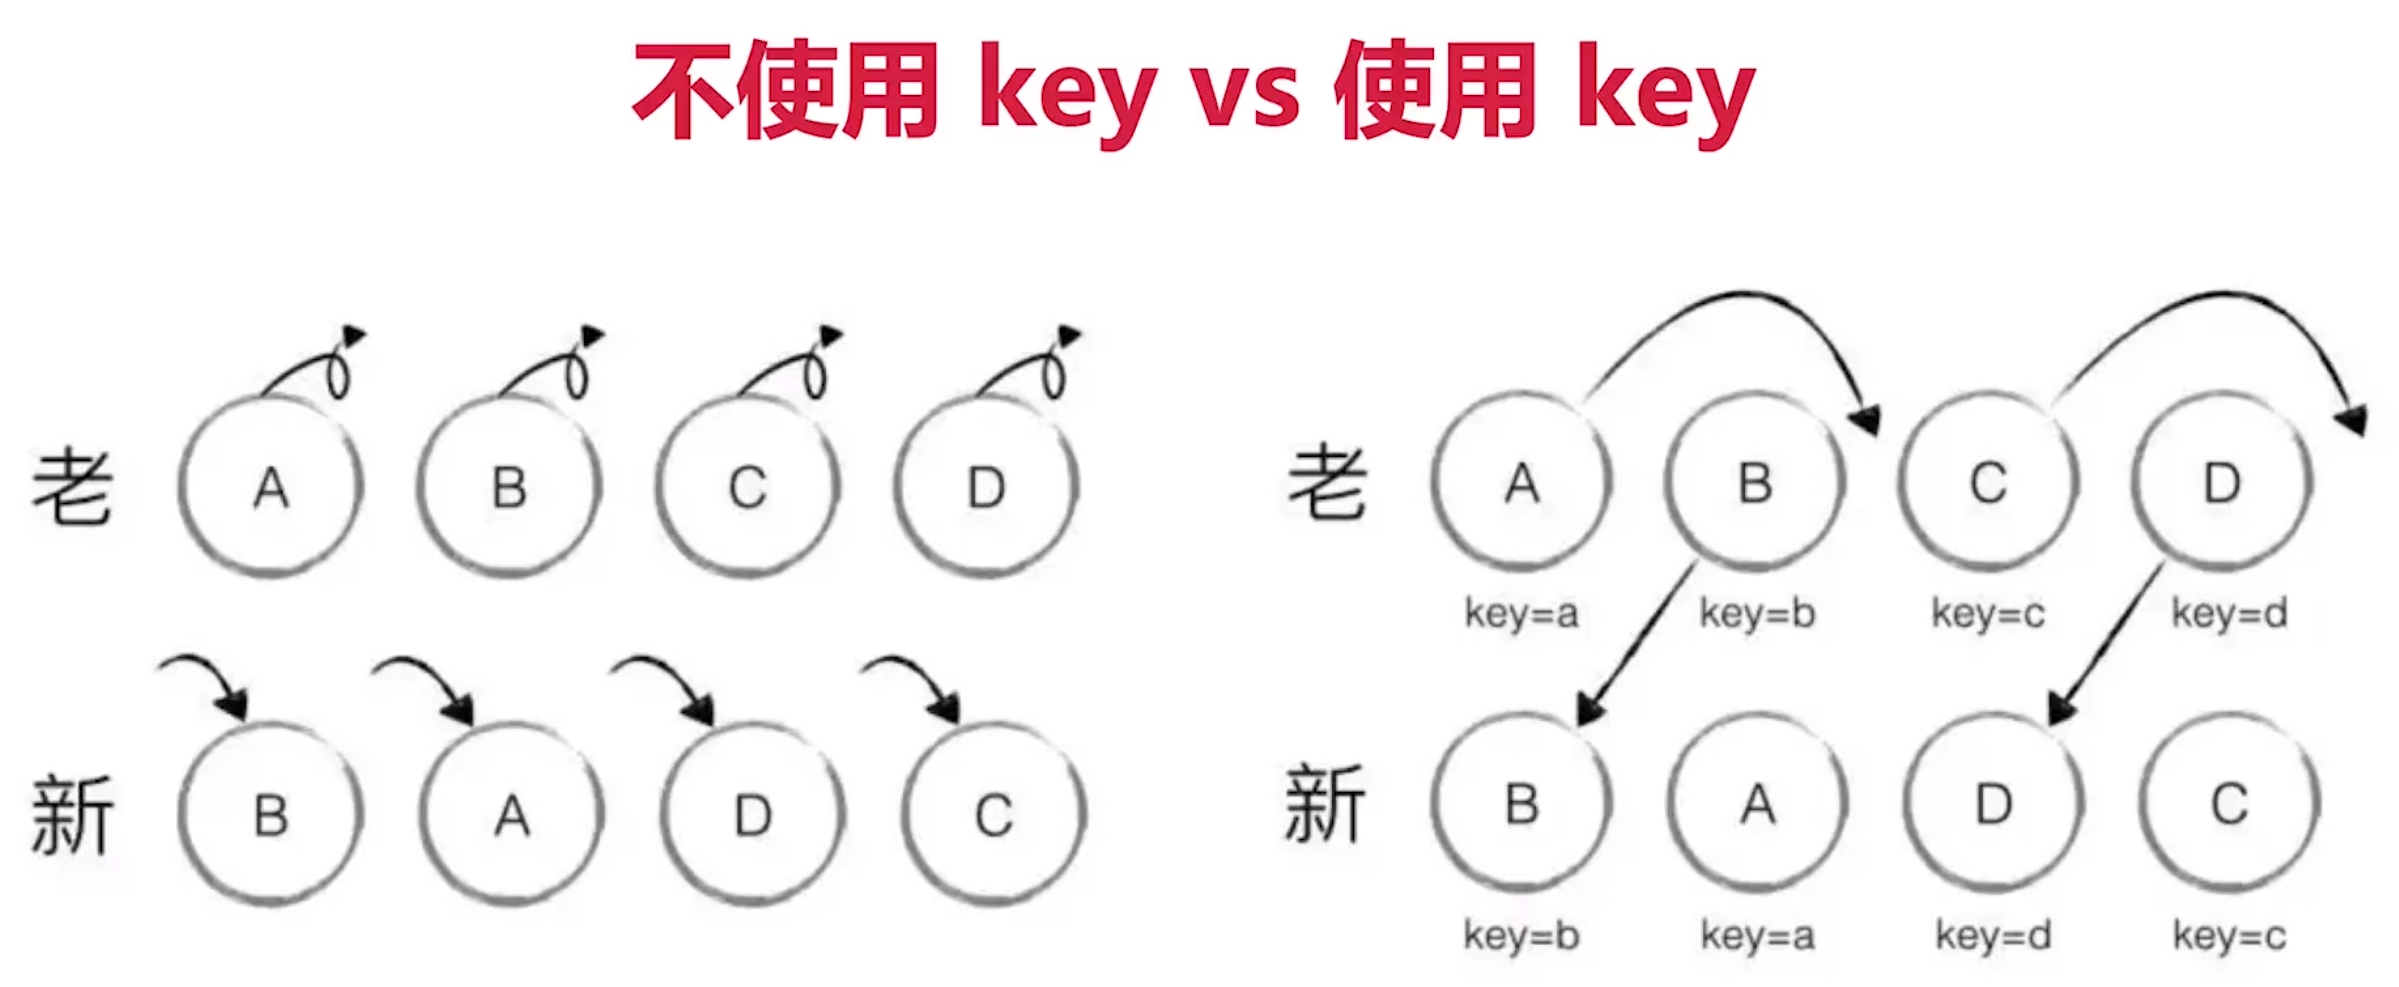 不使用 key vs 使用 key
老 A B C D
新 B A D C
老 A B C D
key=a key=b key=c key=d
新 B A D C
key=b key=a key=d key=c